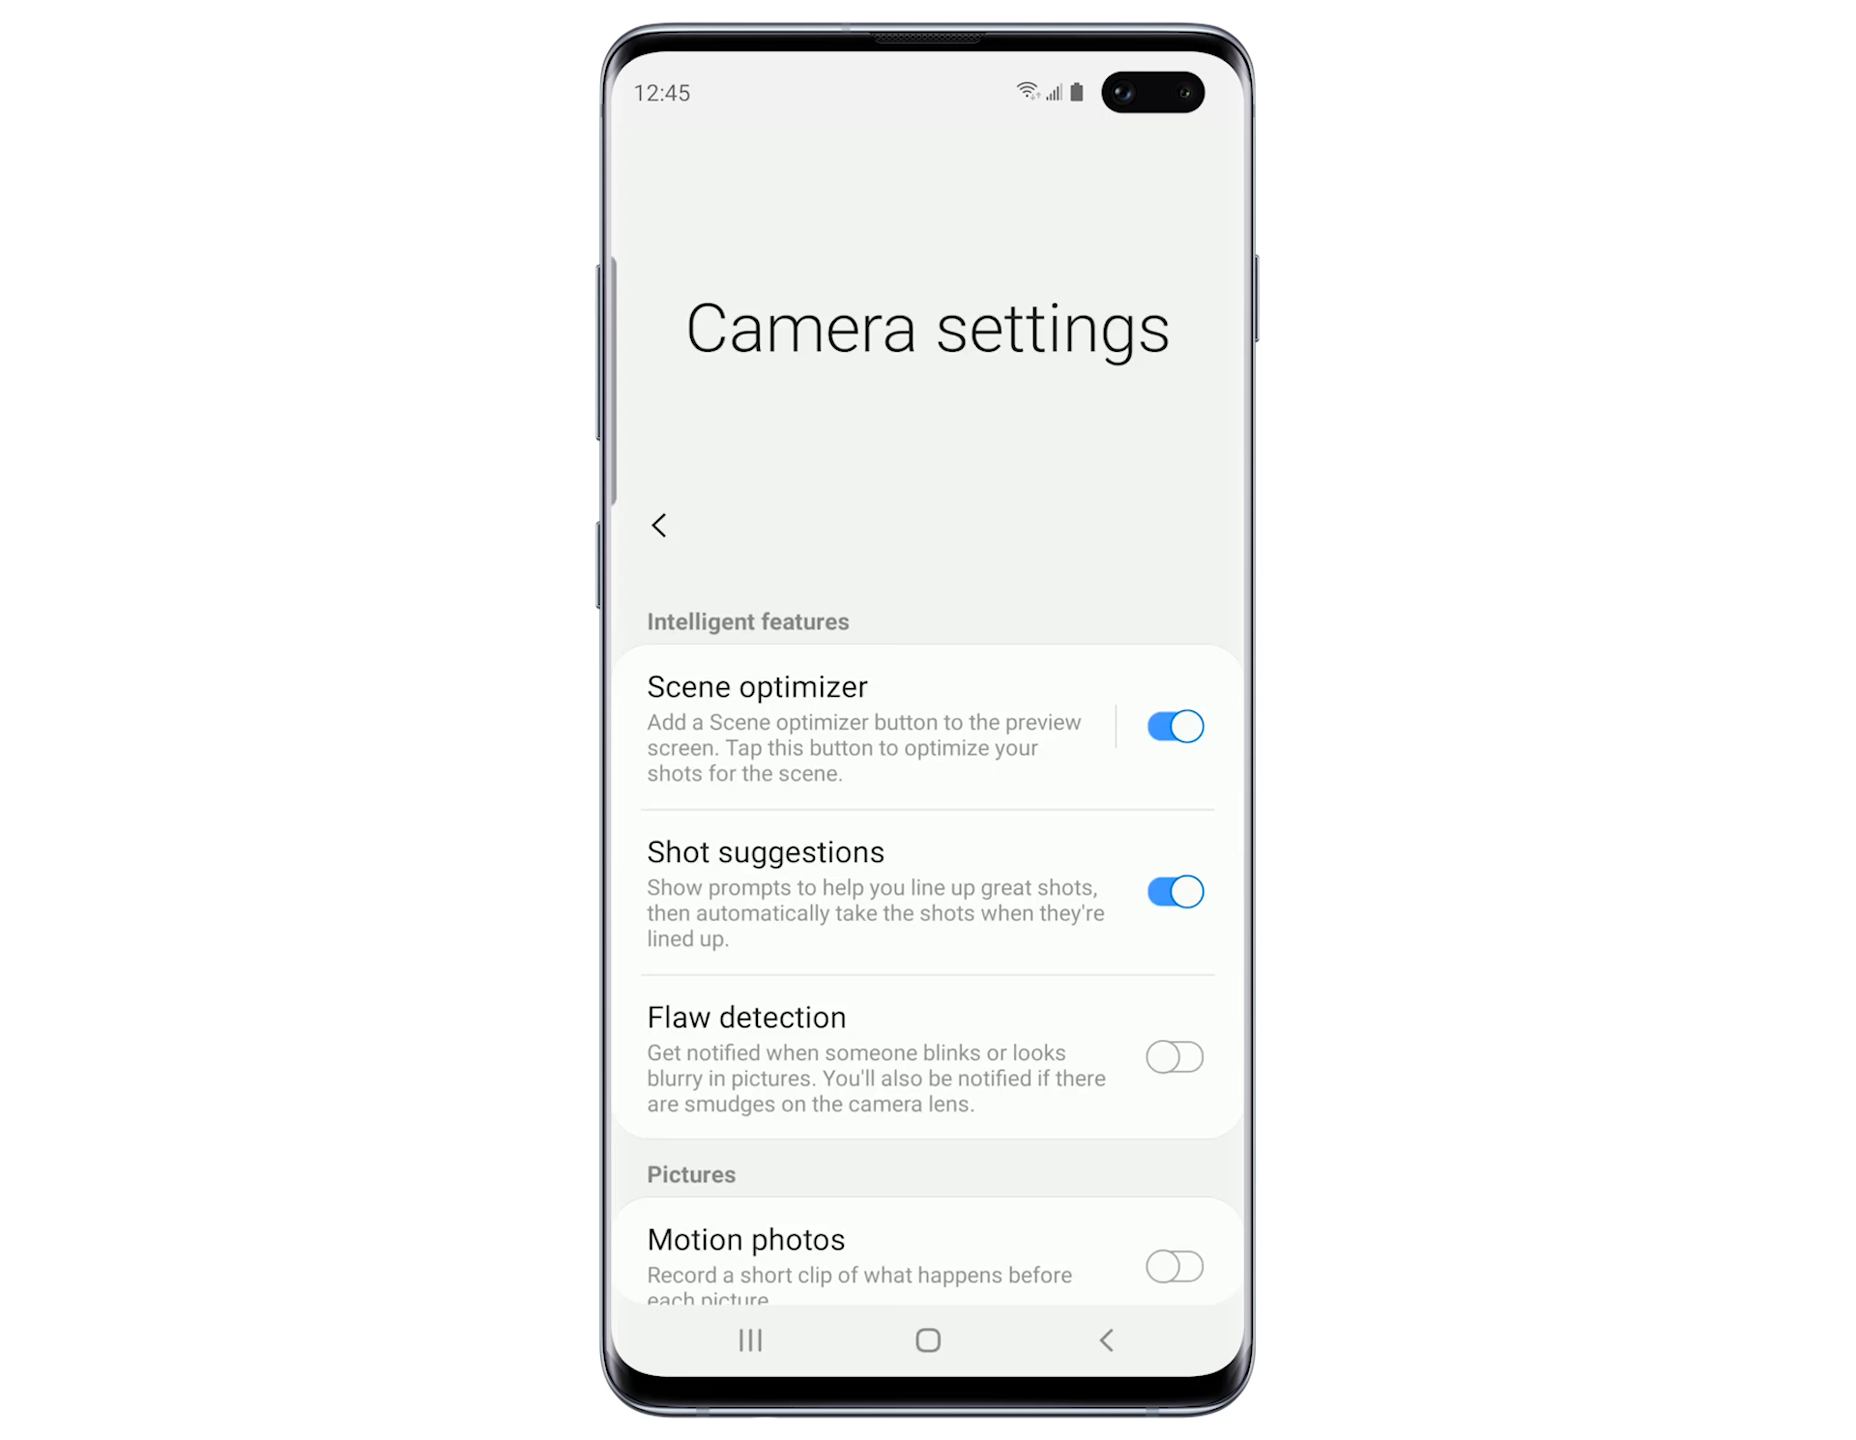 12:45
Camera settings
Intelligent features
Scene optimizer
Add a Scene optimizer button to the preview
screen. Tap this button to optimize your
shots for the scene.
Shot suggestions
Show prompts to help you line up great shots,
then automatically take the shots when they're
lined up.
Flaw detection
Get notified when someone blinks or looks
blurry in pictures. You'll also be notified if there
are smudges on the camera lens.
Pictures
Motion photos
Record a short clip of what happens before
each picture